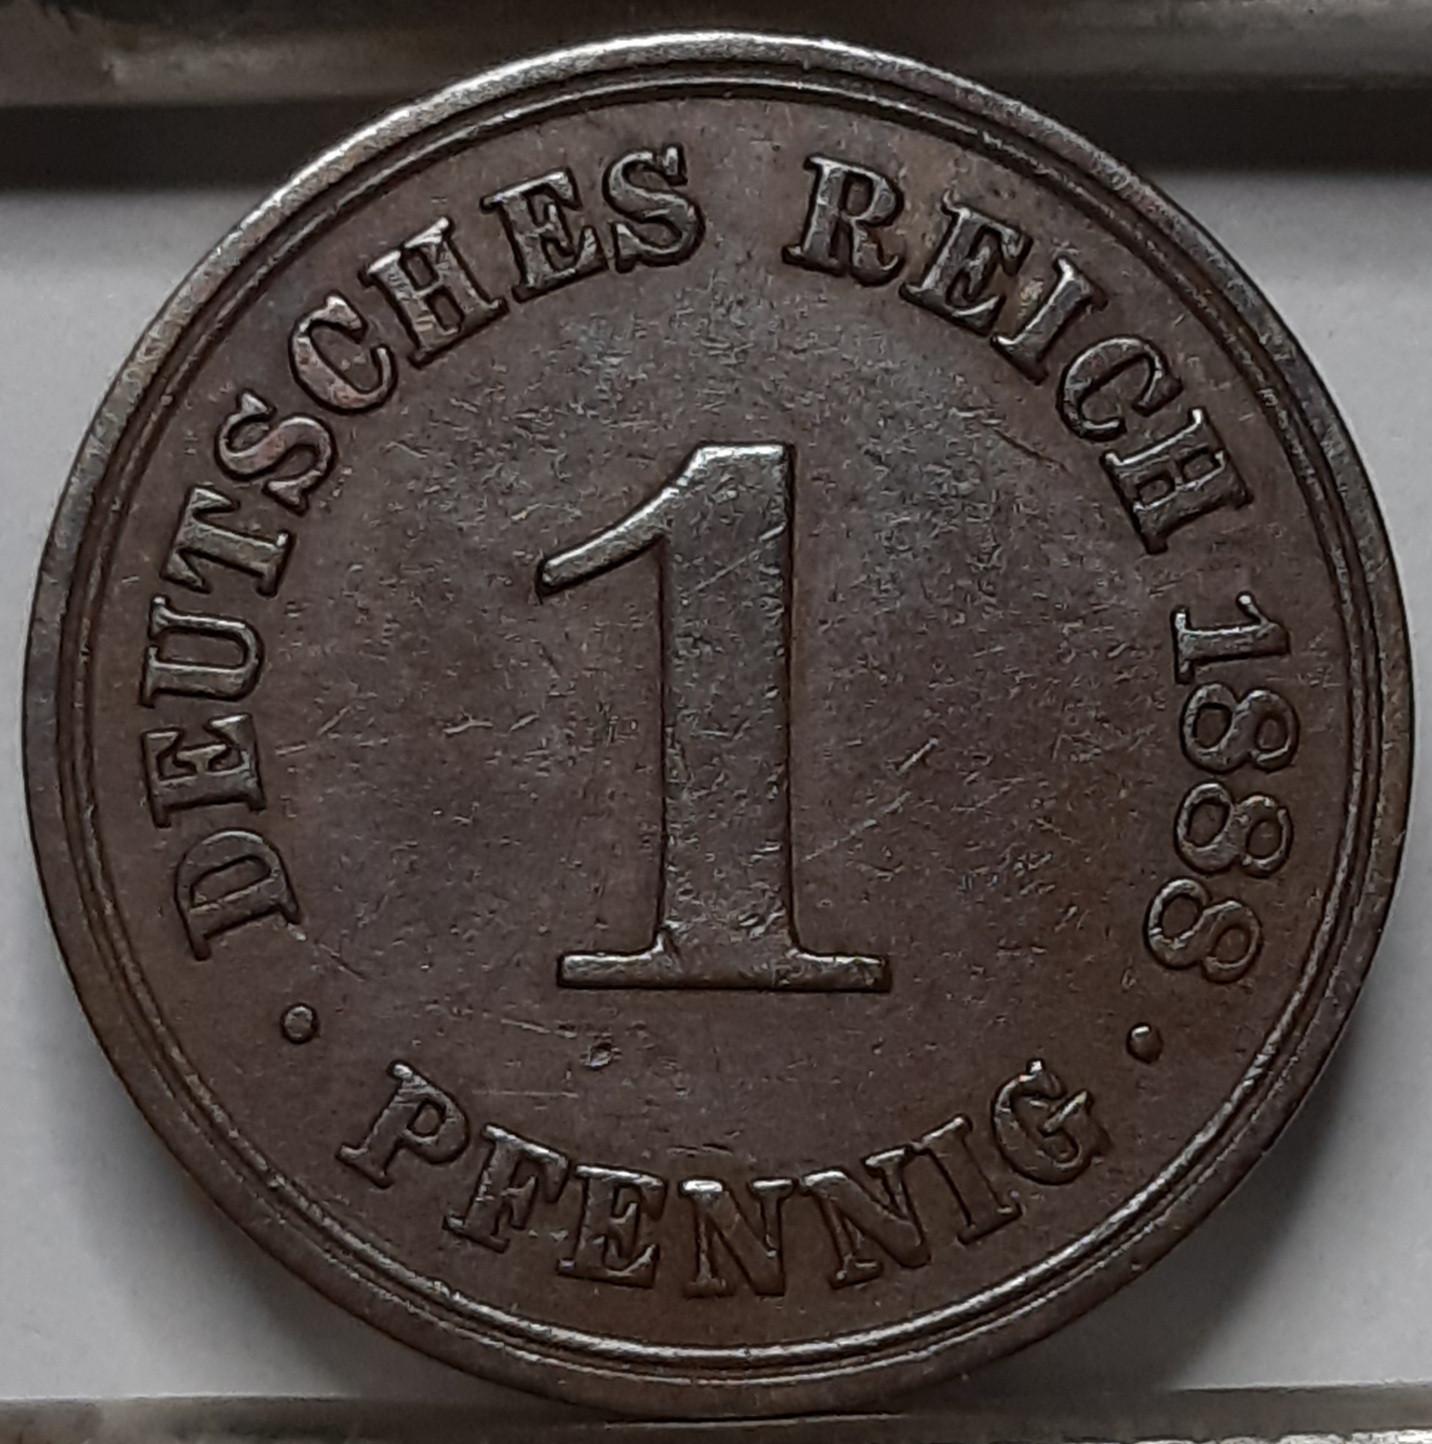 DEUTSCHES REICH 1888
1
· PFENNIG ·